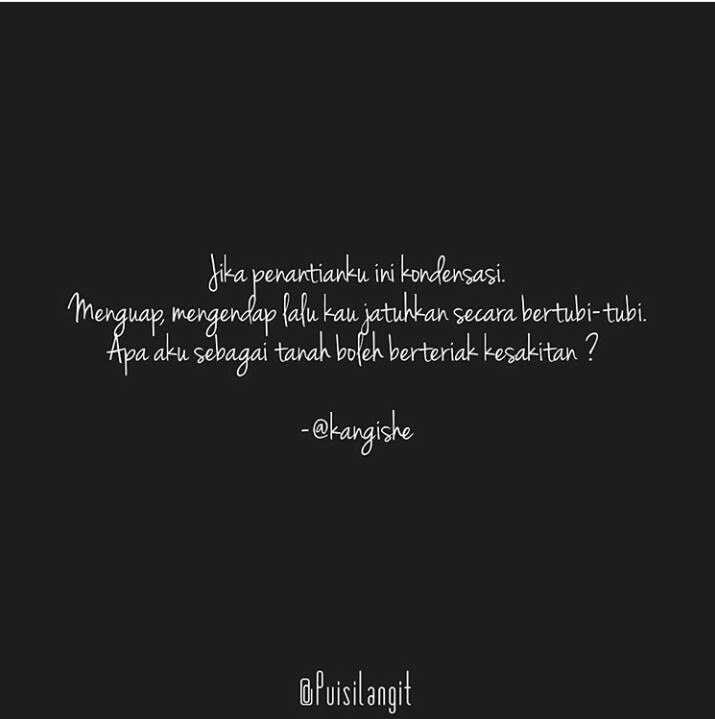 Jika penantianku ini kondensasi.
Menguap, mengendap lalu kau jatuhkan secara bertubi-tubi.
Apa aku sebagai tanah boleh berteriak kesakitan ?
-@kangishe
@Puisilangit